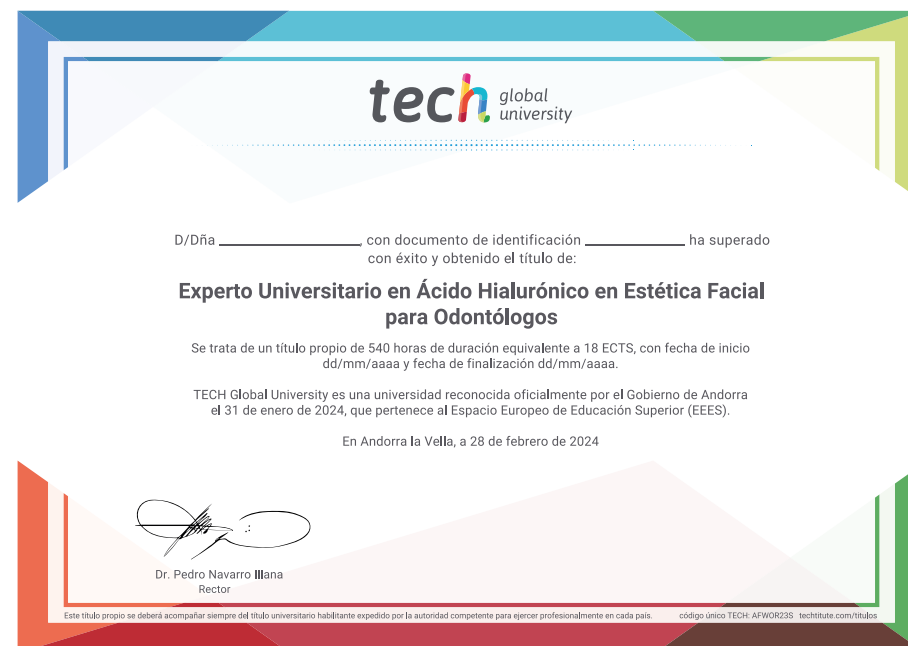 tech global university
D/Dña ____________________, con documento de identificación ______________ ha superado
con éxito y obtenido el título de:
Experto Universitario en Ácido Hialurónico en Estética Facial
para Odontólogos
Se trata de un título propio de 540 horas de duración equivalente a 18 ECTS, con fecha de inicio
dd/mm/aaaa y fecha de finalización dd/mm/aaaa.
TECH Global University es una universidad reconocida oficialmente por el Gobierno de Andorra
el 31 de enero de 2024, que pertenece al Espacio Europeo de Educación Superior (EEES).
En Andorra la Vella, a 28 de febrero de 2024
Dr. Pedro Navarro Illana
Rector
Este título propio se deberá acompañar siempre del título universitario habilitante expedido por la autoridad competente para ejercer profesionalmente en cada país. código único TECH: AFWOR23S techtitute.com/titulos